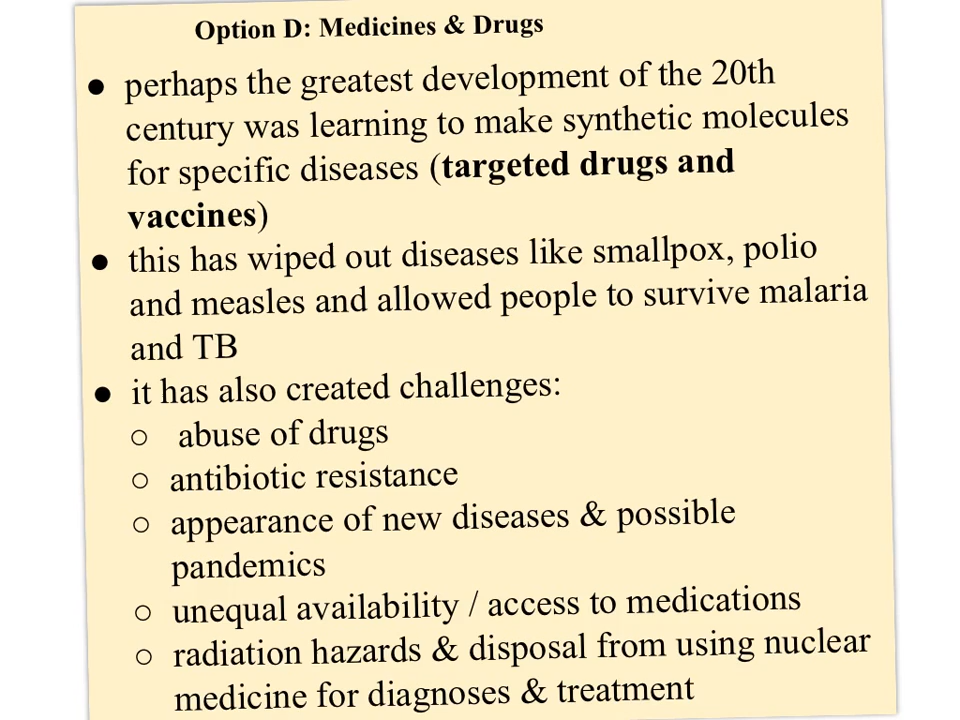 Option D: Medicines & Drugs
● perhaps the greatest development of the 20th
century was learning to make synthetic molecules
for specific diseases (targeted drugs and
vaccines)
● this has wiped out diseases like smallpox, polio
and measles and allowed people to survive malaria
and TB
● it has also created challenges:
○ abuse of drugs
○ antibiotic resistance
○ appearance of new diseases & possible
pandemics
○ unequal availability / access to medications
○ radiation hazards & disposal from using nuclear
medicine for diagnoses & treatment